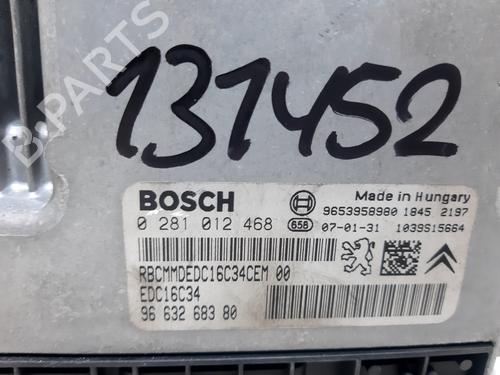 131452
B-PARTS
BOSCH
Made in Hungary
9653958980 1845 2197
0 281 012 468 658 07-01-31 1039S15664
RBCMMDEDC16C34CEM 00
EDC16C34
96 632 683 80